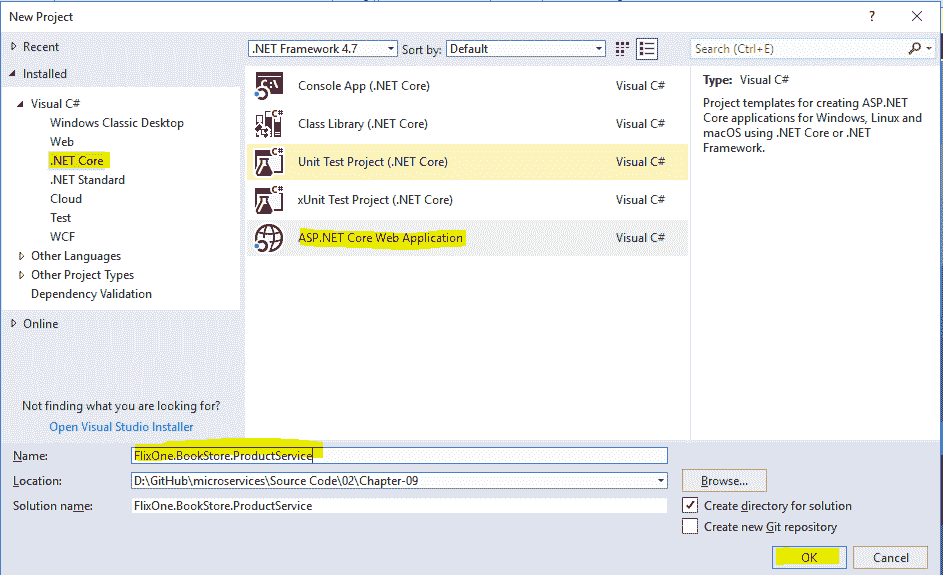 New Project
?
Recent
.NET Framework 4.7
Sort by:
Default
Search (Ctrl+E)
Installed
Visual C#
Windows Classic Desktop
Web
.NET Core
.NET Standard
Cloud
Test
WCF
Other Languages
Other Project Types
Dependency Validation
Online
Not finding what you are looking for?
Open Visual Studio Installer
Console App (.NET Core) Visual C#
Class Library (.NET Core) Visual C#
Unit Test Project (.NET Core) Visual C#
xUnit Test Project (.NET Core) Visual C#
ASP.NET Core Web Application Visual C#
Type: Visual C#
Project templates for creating ASP.NET
Core applications for Windows, Linux and
macOS using .NET Core or .NET
Framework.
Name: FlixOne.BookStore.ProductService
Location: D:\GitHub\microservices\Source Code\02\Chapter-09
Browse...
Solution name: FlixOne.BookStore.ProductService
Create directory for solution
Create new Git repository
OK
Cancel